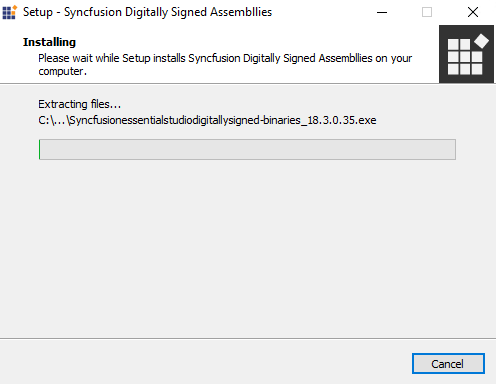 Setup - Syncfusion Digitally Signed Assembllies
Installing
Please wait while Setup installs Syncfusion Digitally Signed Assembllies on your
computer.
Extracting files...
C:\...\Syncfusionessentialstudiodigitallysigned-binaries_18.3.0.35.exe
Cancel